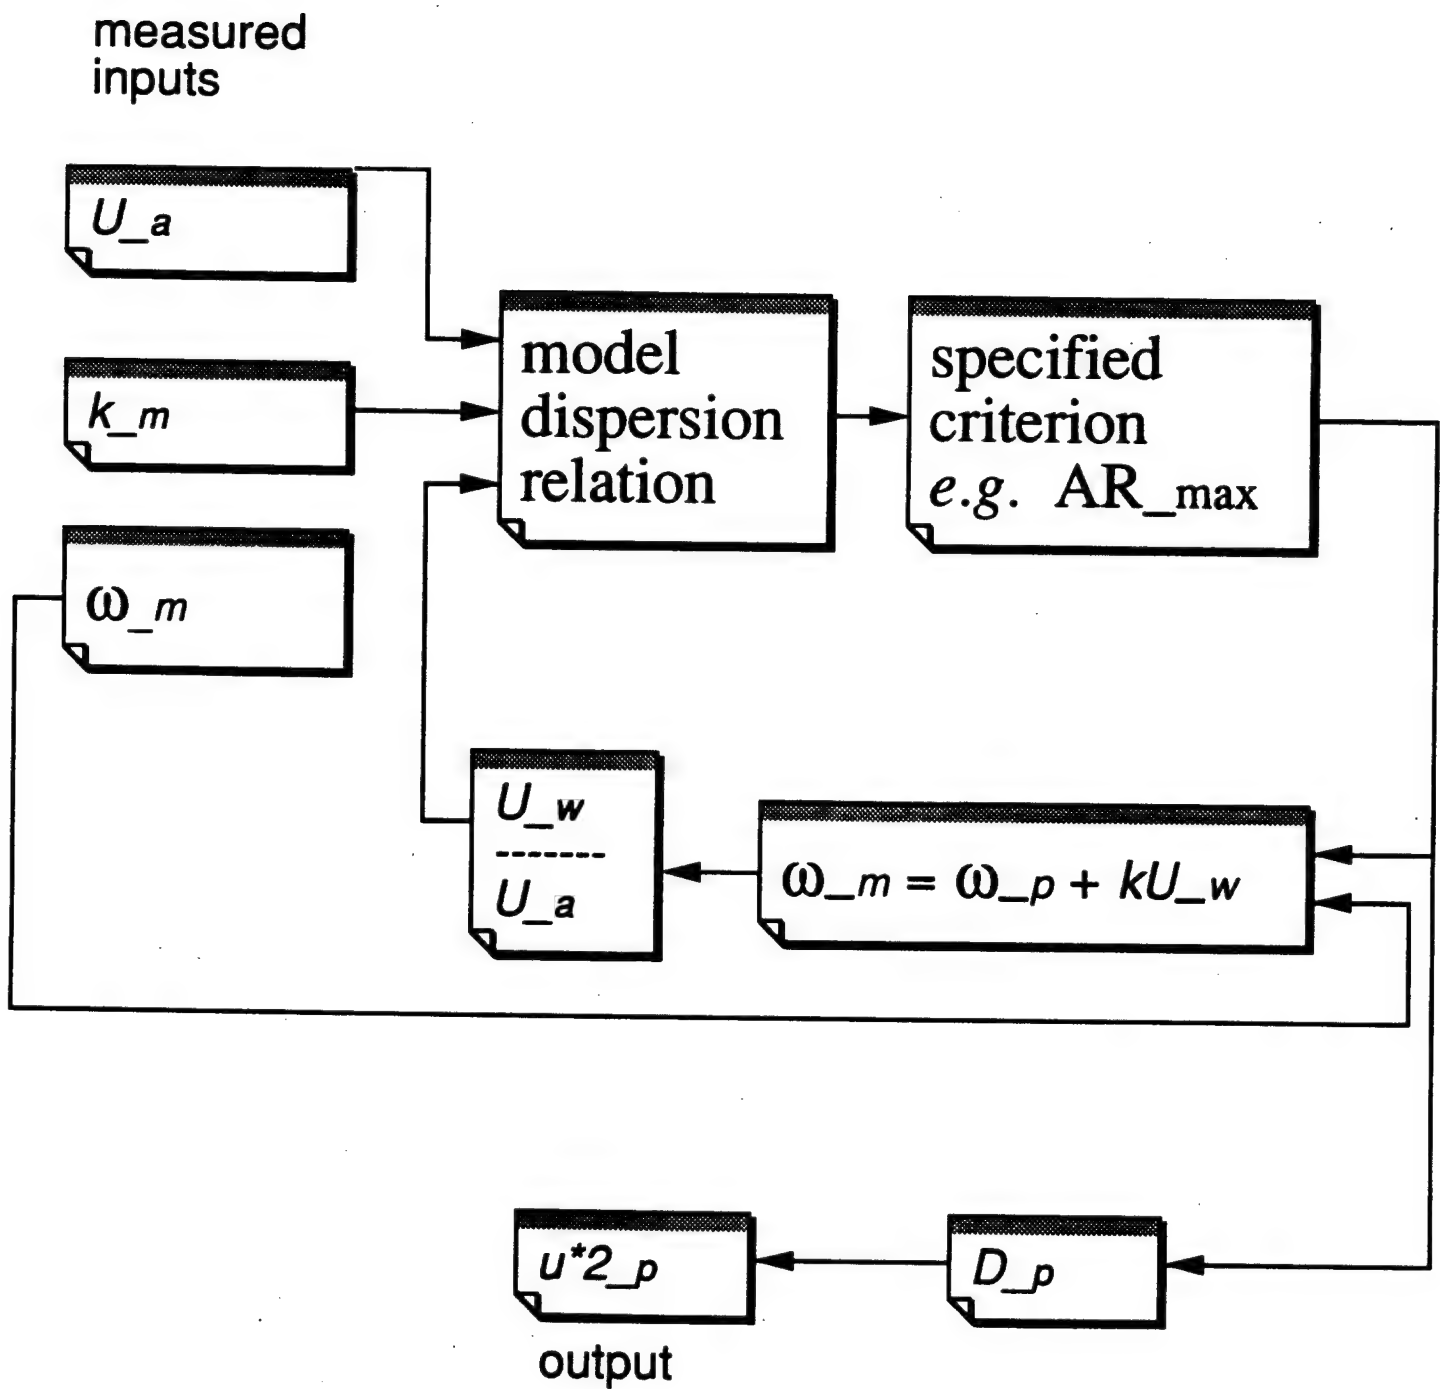 measured
inputs
U_a
k_m
ω_m
model
dispersion
relation
specified
criterion
e.g. AR_max
U_w
-------
U_a
ω_m = ω_p + kU_w
u*2_p
D_p
output